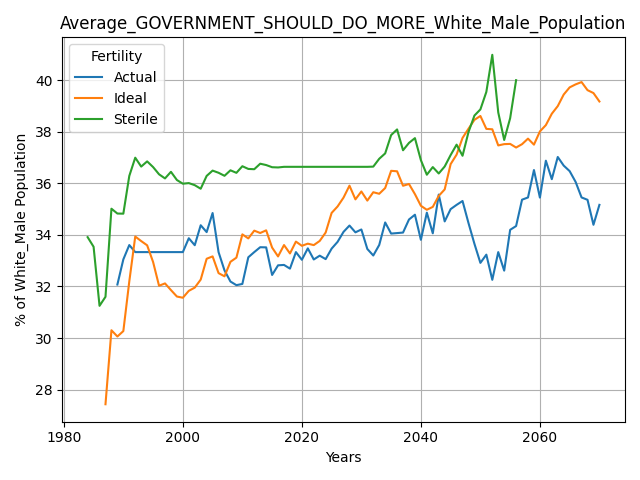 Average_GOVERNMENT_SHOULD_DO_MORE_White_Male_Population
Fertility
Actual
Ideal
Sterile
% of White_Male Population
40
38
36
34
32
30
28
1980
2000
2020
2040
2060
Years